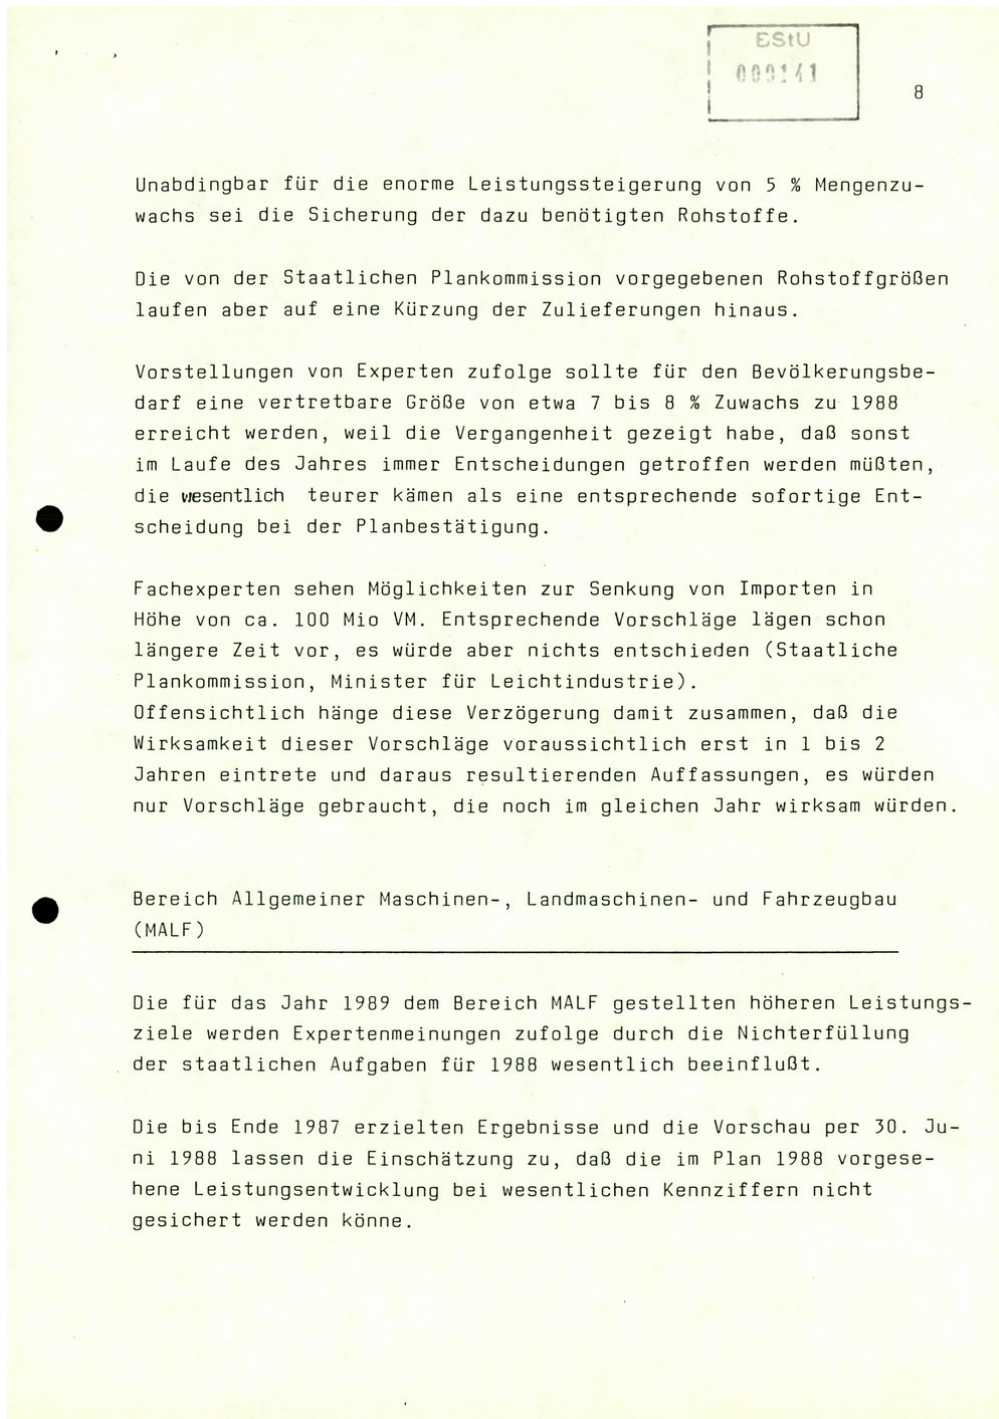 BStU
000141
8
Unabdingbar für die enorme Leistungssteigerung von 5 % Mengenzu-
wachs sei die Sicherung der dazu benötigten Rohstoffe.
Die von der Staatlichen Plankommission vorgegebenen Rohstoffgrößen
laufen aber auf eine Kürzung der Zulieferungen hinaus.
Vorstellungen von Experten zufolge sollte für den Bevölkerungsbe-
darf eine vertretbare Größe von etwa 7 bis 8 % Zuwachs zu 1988
erreicht werden, weil die Vergangenheit gezeigt habe, daß sonst
im Laufe des Jahres immer Entscheidungen getroffen werden müßten,
die wesentlich teurer kämen als eine entsprechende sofortige Ent-
scheidung bei der Planbestätigung.
Fachexperten sehen Möglichkeiten zur Senkung von Importen in
Höhe von ca. 100 Mio VM. Entsprechende Vorschläge lägen schon
längere Zeit vor, es würde aber nichts entschieden (Staatliche
Plankommission, Minister für Leichtindustrie).
Offensichtlich hänge diese Verzögerung damit zusammen, daß die
Wirksamkeit dieser Vorschläge voraussichtlich erst in 1 bis 2
Jahren eintrete und daraus resultierenden Auffassungen, es würden
nur Vorschläge gebraucht, die noch im gleichen Jahr wirksam würden.
Bereich Allgemeiner Maschinen-, Landmaschinen- und Fahrzeugbau
(MALF)
Die für das Jahr 1989 dem Bereich MALF gestellten höheren Leistungs-
ziele werden Expertenmeinungen zufolge durch die Nichterfüllung
der staatlichen Aufgaben für 1988 wesentlich beeinflußt.
Die bis Ende 1987 erzielten Ergebnisse und die Vorschau per 30. Ju-
ni 1988 lassen die Einschätzung zu, daß die im Plan 1988 vorgese-
hene Leistungsentwicklung bei wesentlichen Kennziffern nicht
gesichert werden könne.